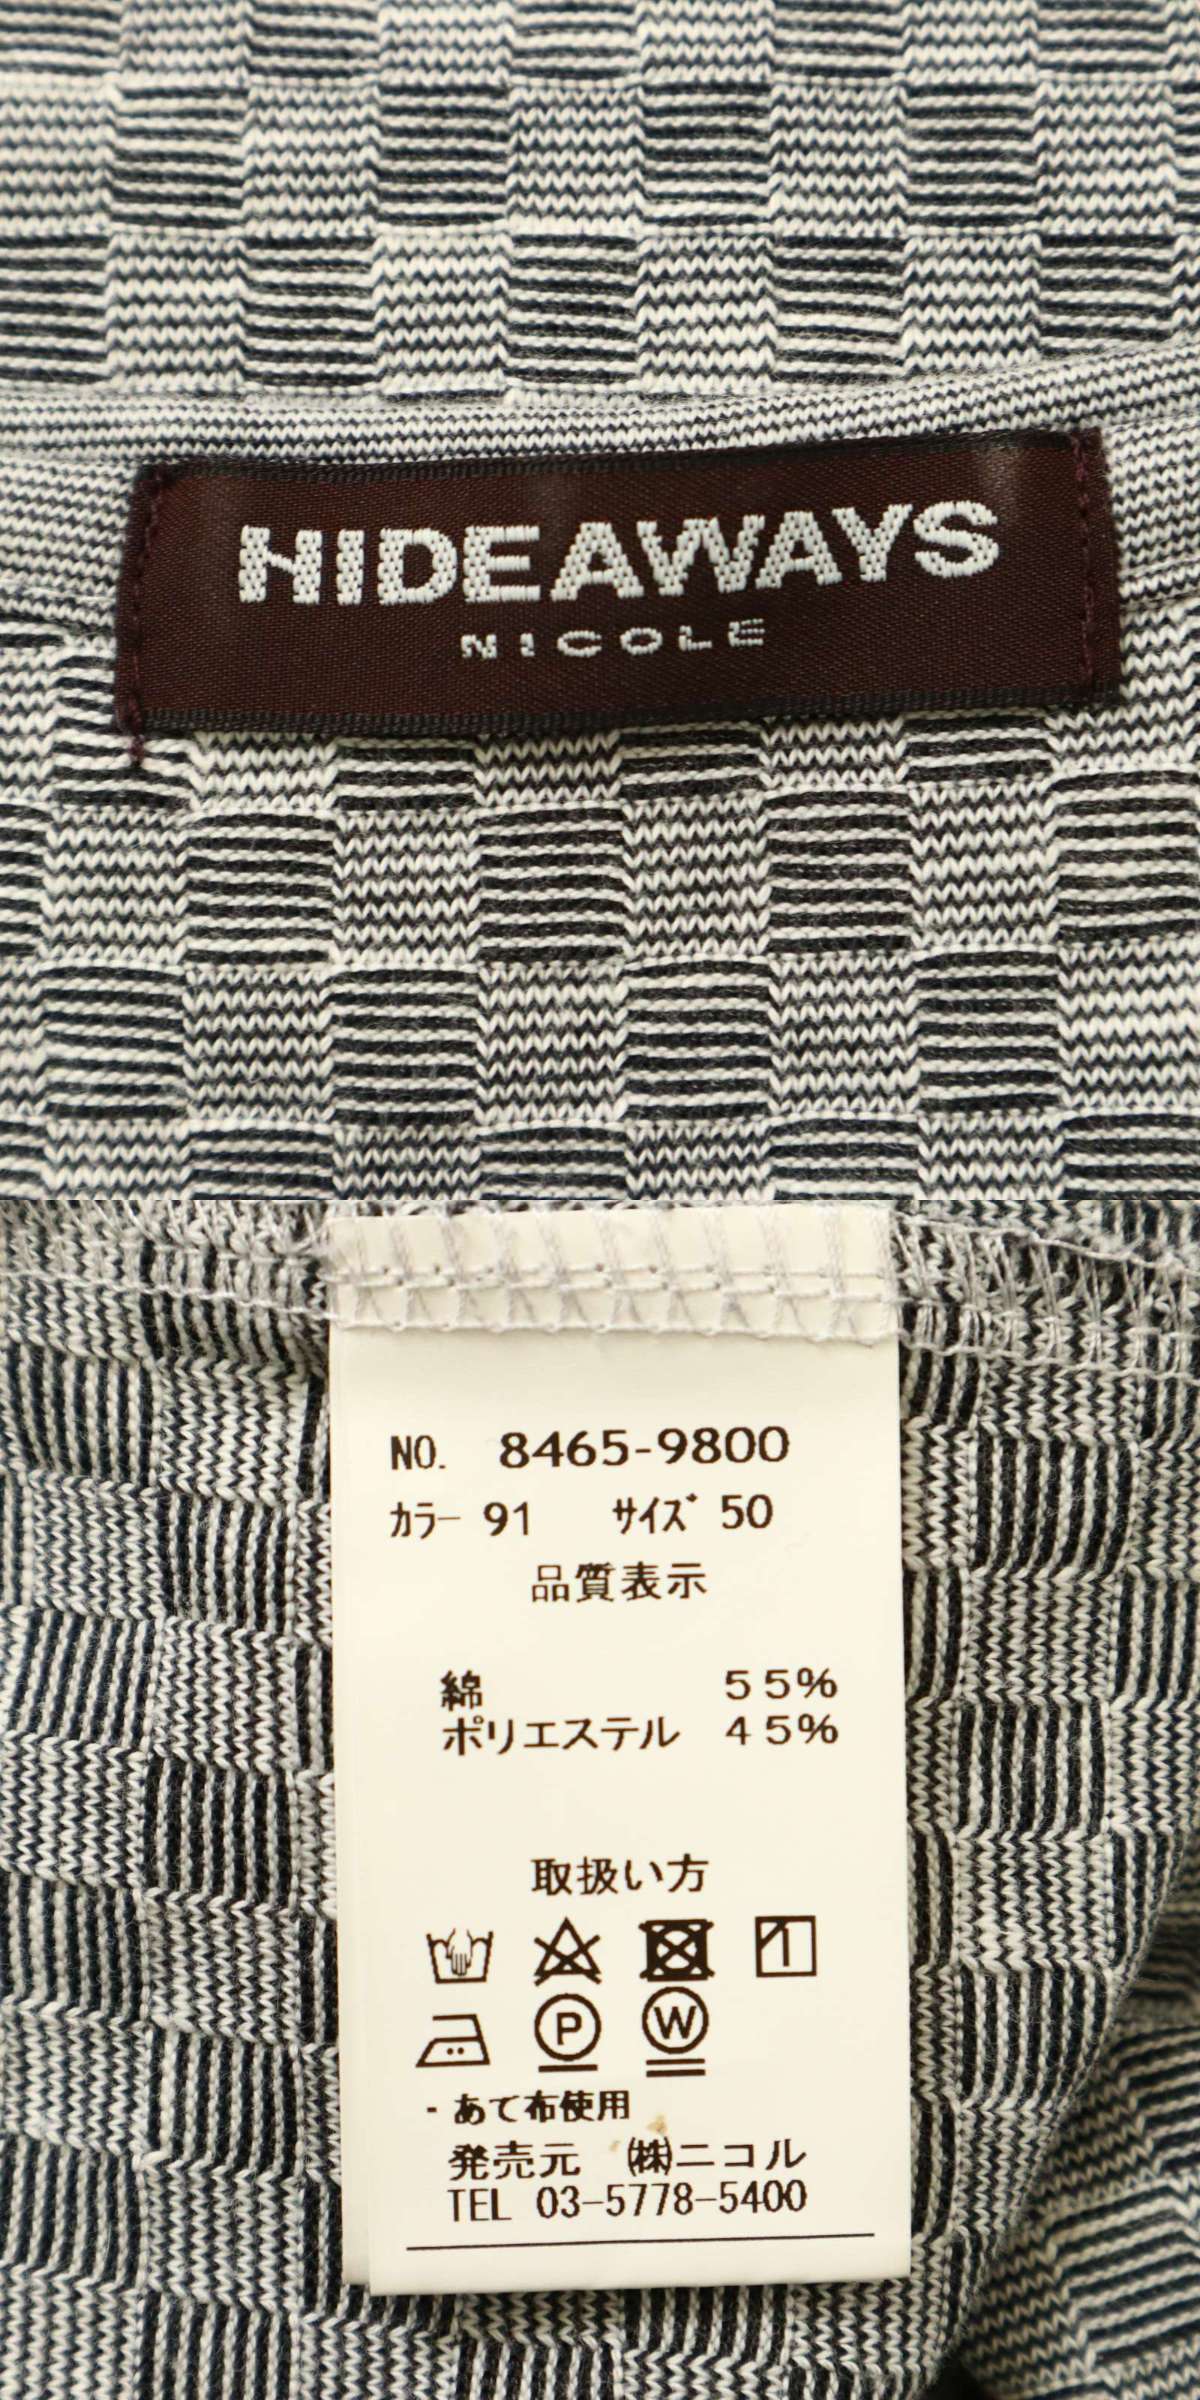 HIDEAWAYS
NICOLE
NO. 8465-9800
カラー 91 サイズ 50
品質表示
綿 55%
ポリエステル 45%
取扱い方
P W
・あて布使用
発売元 ㈱ニコル
TEL 03-5778-5400